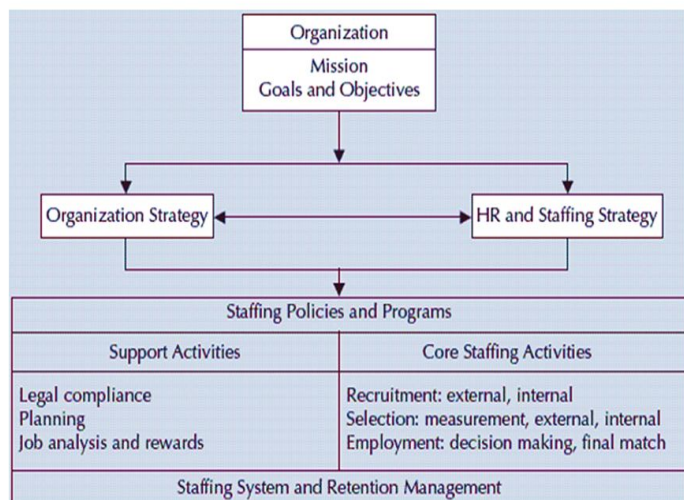 Organization
Mission
Goals and Objectives
Organization Strategy
HR and Staffing Strategy
Staffing Policies and Programs
Support Activities
Core Staffing Activities
Legal compliance
Planning
Job analysis and rewards
Recruitment: external, internal
Selection: measurement, external, internal
Employment: decision making, final match
Staffing System and Retention Management